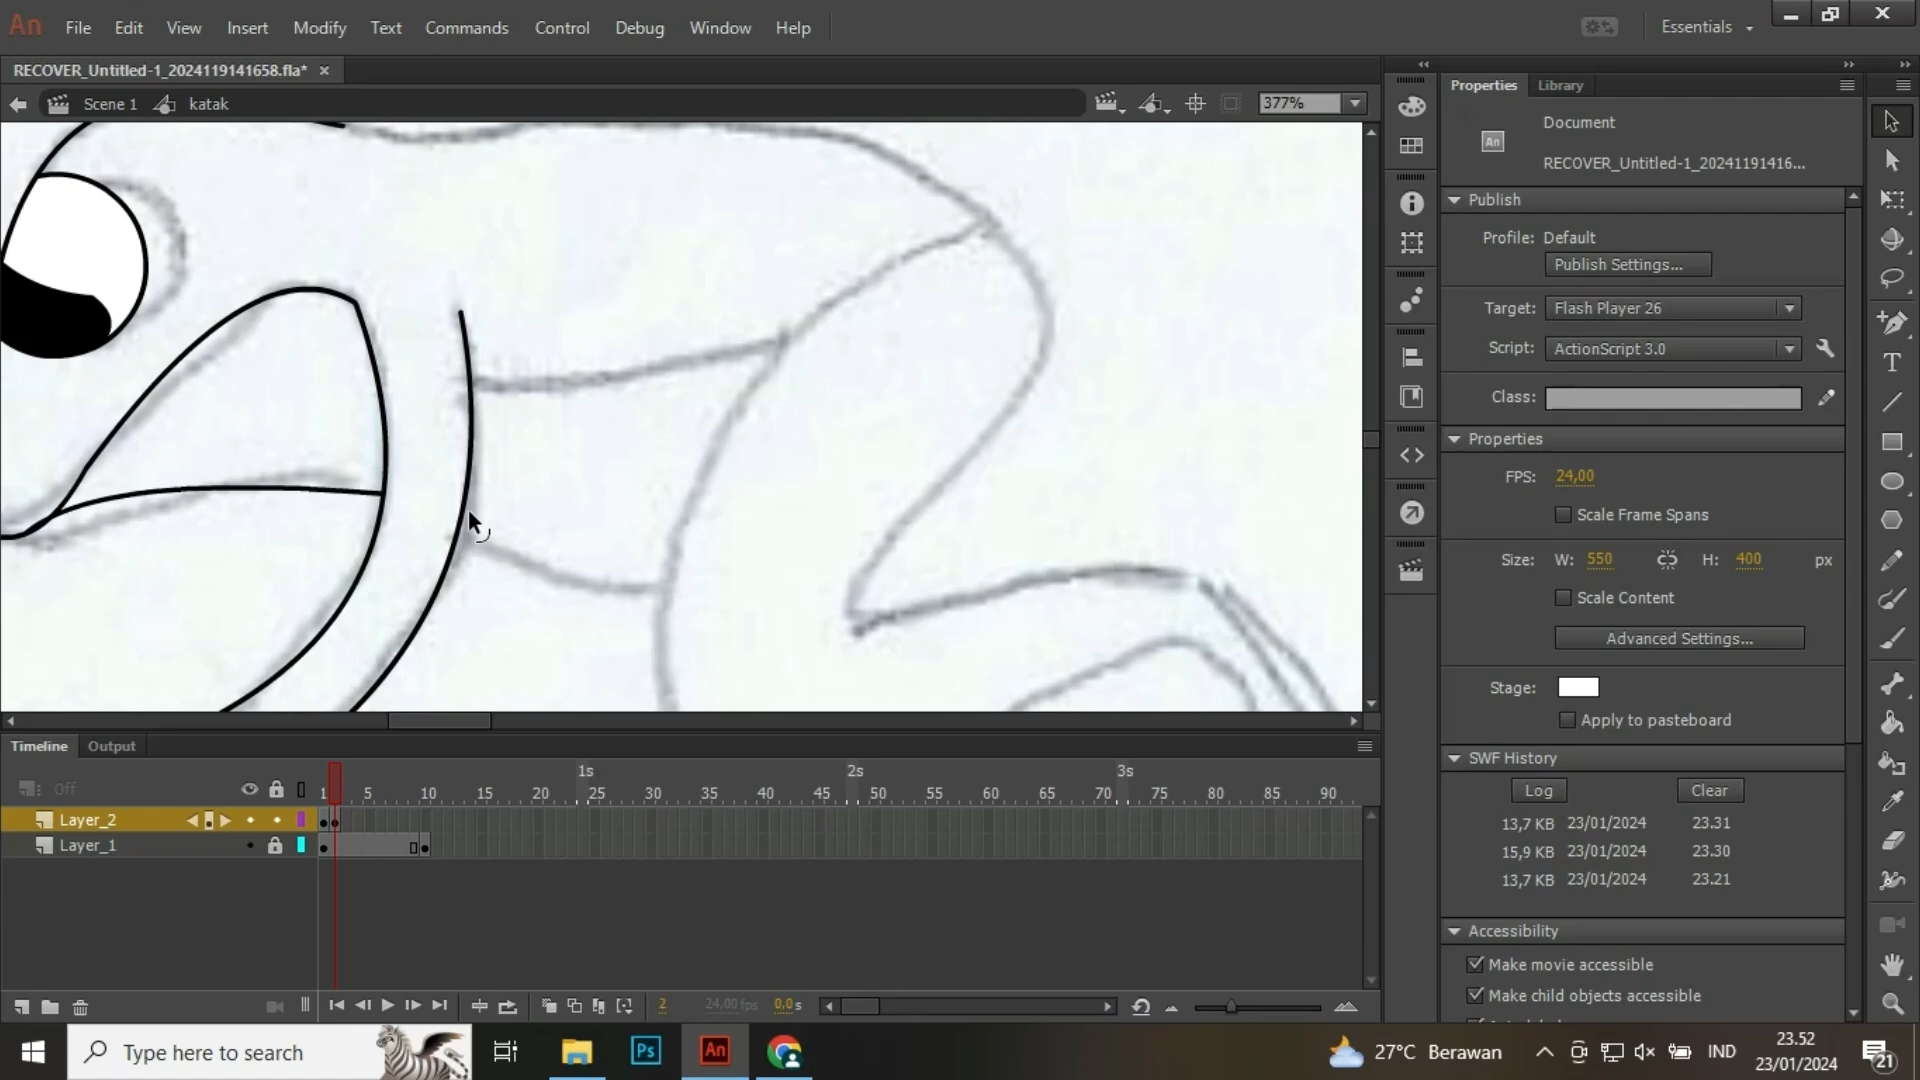 An File Edit View Insert Modify Text Commands Control Debug Window Help Essentials
RECOVER_Untitled-1_2024119141658.fla* ×
Scene 1 katak 377%
Properties Library
Document
An RECOVER_Untitled-1_20241191416...
Publish
Profile: Default
Publish Settings...
Target: Flash Player 26
Script: ActionScript 3.0
Class:
Properties
FPS: 24,00
Scale Frame Spans
Size: W: 550 H: 400 px
Scale Content
Advanced Settings...
Stage:
Apply to pasteboard
SWF History
Log Clear
13,7 KB 23/01/2024 23.31
15,9 KB 23/01/2024 23.30
13,7 KB 23/01/2024 23.21
Accessibility
Make movie accessible
Make child objects accessible
Timeline Output
1s 2s 3s
Off 1 5 10 15 20 25 30 35 40 45 50 55 60 65 70 75 80 85 90
Layer_2
Layer_1
2 24,00 fps 0,0 s
Type here to search Ps An 27°C Berawan IND 23.52
23/01/2024 21